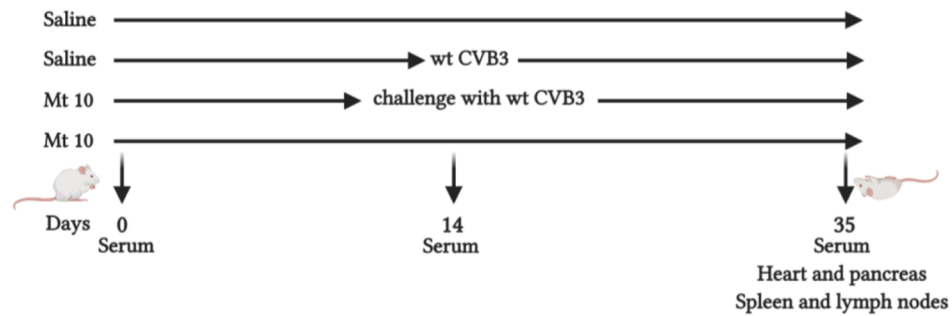 Saline
Saline wt CVB3
Mt 10 challenge with wt CVB3
Mt 10
Days 0 14 35
Serum Serum Serum
Heart and pancreas
Spleen and lymph nodes